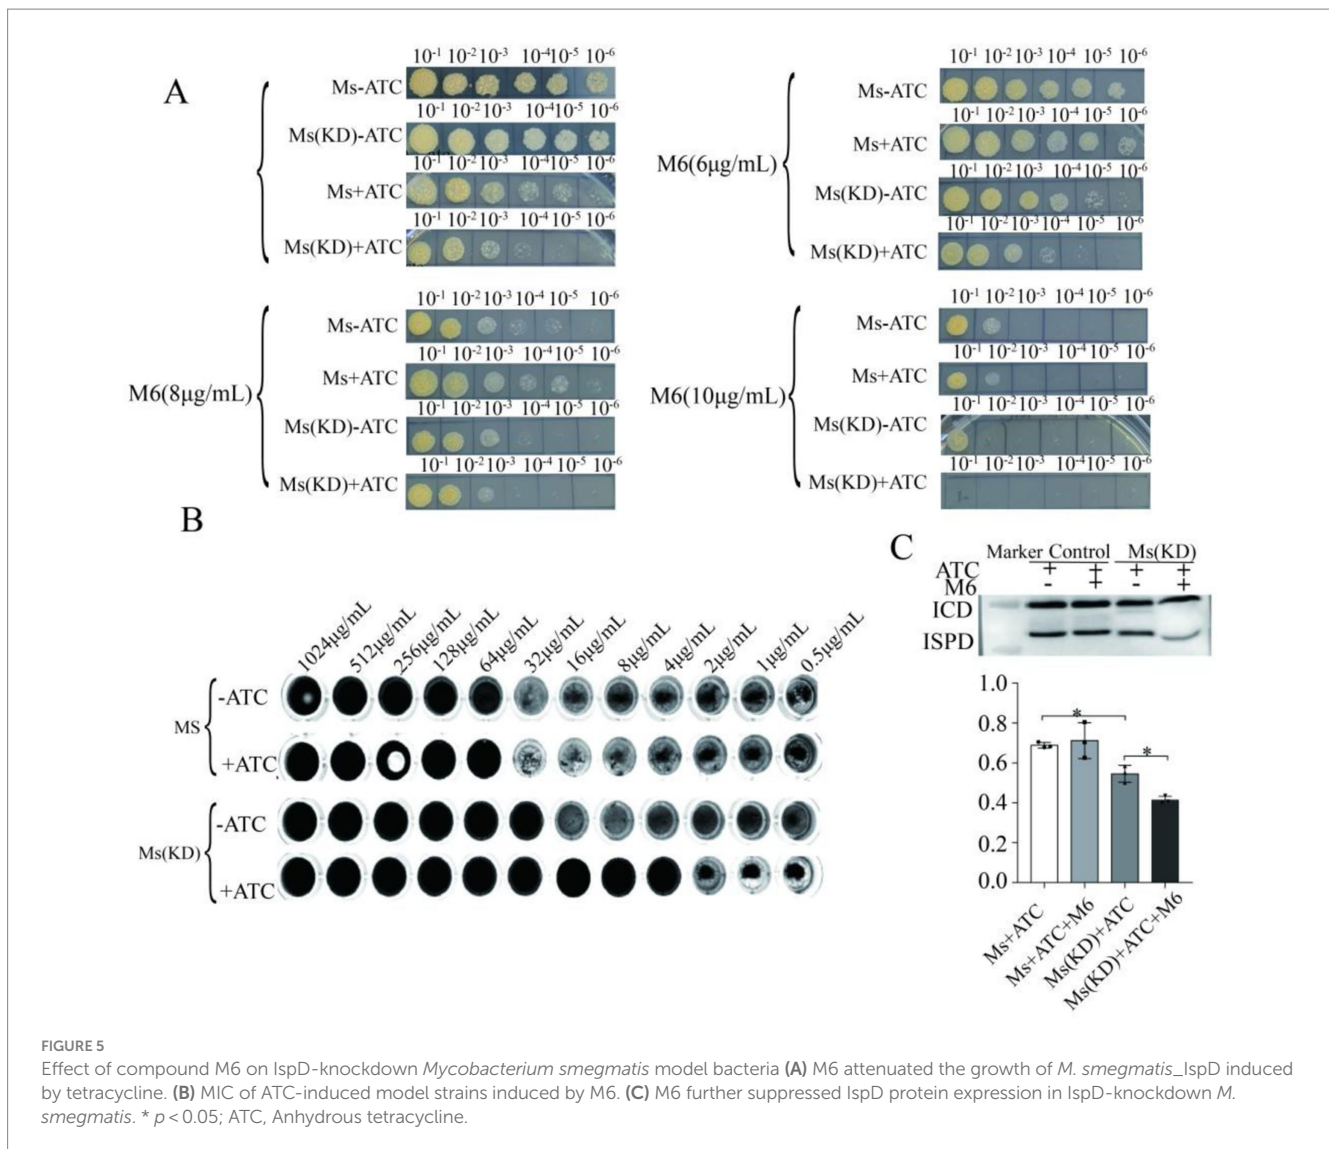 A
10-1 10-2 10-3 10-4 10-5 10-6
Ms-ATC
10-1 10-2 10-3 10-4 10-5 10-6
Ms(KD)-ATC
10-1 10-2 10-3 10-4 10-5 10-6
Ms+ATC
10-1 10-2 10-3 10-4 10-5 10-6
Ms(KD)+ATC
M6(6μg/mL)
10-1 10-2 10-3 10-4 10-5 10-6
Ms-ATC
10-1 10-2 10-3 10-4 10-5 10-6
Ms+ATC
10-1 10-2 10-3 10-4 10-5 10-6
Ms(KD)-ATC
10-1 10-2 10-3 10-4 10-5 10-6
Ms(KD)+ATC
M6(8μg/mL)
10-1 10-2 10-3 10-4 10-5 10-6
Ms-ATC
10-1 10-2 10-3 10-4 10-5 10-6
Ms+ATC
10-1 10-2 10-3 10-4 10-5 10-6
Ms(KD)-ATC
10-1 10-2 10-3 10-4 10-5 10-6
Ms(KD)+ATC
M6(10μg/mL)
10-1 10-2 10-3 10-4 10-5 10-6
Ms-ATC
10-1 10-2 10-3 10-4 10-5 10-6
Ms+ATC
10-1 10-2 10-3 10-4 10-5 10-6
Ms(KD)-ATC
10-1 10-2 10-3 10-4 10-5 10-6
Ms(KD)+ATC
B
1024μg/mL 512μg/mL 256μg/mL 128μg/mL 64μg/mL 32μg/mL 16μg/mL 8μg/mL 4μg/mL 2μg/mL 1μg/mL 0.5μg/mL
MS
-ATC
+ATC
Ms(KD)
-ATC
+ATC
C
Marker Control Ms(KD)
ATC + + + +
M6 - + - +
ICD
ISPD
1.0
0.8
0.6
0.4
0.2
0.0
* *
Ms+ATC
Ms+ATC+M6
Ms(KD)+ATC
Ms(KD)+ATC+M6
FIGURE 5
Effect of compound M6 on IspD-knockdown Mycobacterium smegmatis model bacteria (A) M6 attenuated the growth of M. smegmatis_IspD induced
by tetracycline. (B) MIC of ATC-induced model strains induced by M6. (C) M6 further suppressed IspD protein expression in IspD-knockdown M.
smegmatis. * p < 0.05; ATC, Anhydrous tetracycline.